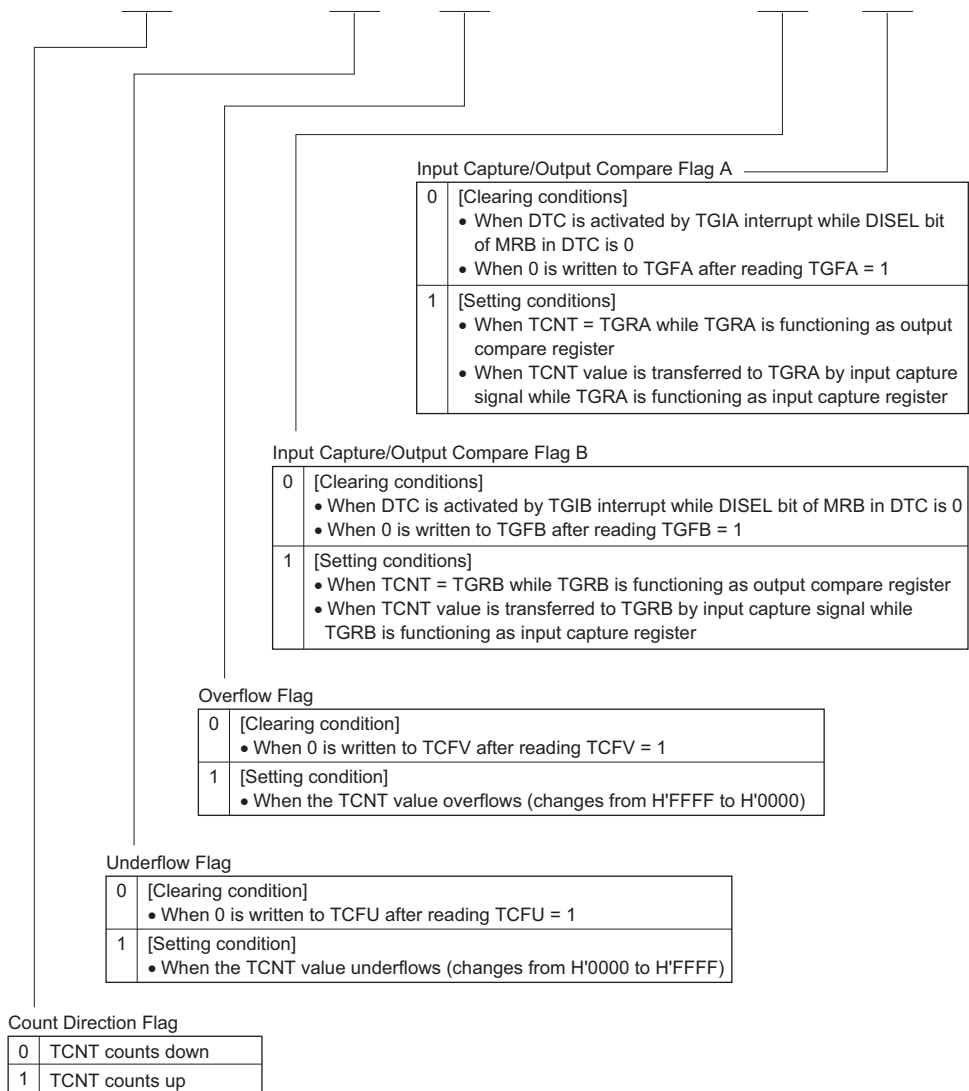 Input Capture/Output Compare Flag A
0 [Clearing conditions]
• When DTC is activated by TGIA interrupt while DISEL bit
of MRB in DTC is 0
• When 0 is written to TGFA after reading TGFA = 1
1 [Setting conditions]
• When TCNT = TGRA while TGRA is functioning as output
compare register
• When TCNT value is transferred to TGRA by input capture
signal while TGRA is functioning as input capture register
Input Capture/Output Compare Flag B
0 [Clearing conditions]
• When DTC is activated by TGIB interrupt while DISEL bit of MRB in DTC is 0
• When 0 is written to TGFB after reading TGFB = 1
1 [Setting conditions]
• When TCNT = TGRB while TGRB is functioning as output compare register
• When TCNT value is transferred to TGRB by input capture signal while
TGRB is functioning as input capture register
Overflow Flag
0 [Clearing condition]
• When 0 is written to TCFV after reading TCFV = 1
1 [Setting condition]
• When the TCNT value overflows (changes from H'FFFF to H'0000)
Underflow Flag
0 [Clearing condition]
• When 0 is written to TCFU after reading TCFU = 1
1 [Setting condition]
• When the TCNT value underflows (changes from H'0000 to H'FFFF)
Count Direction Flag
0 TCNT counts down
1 TCNT counts up